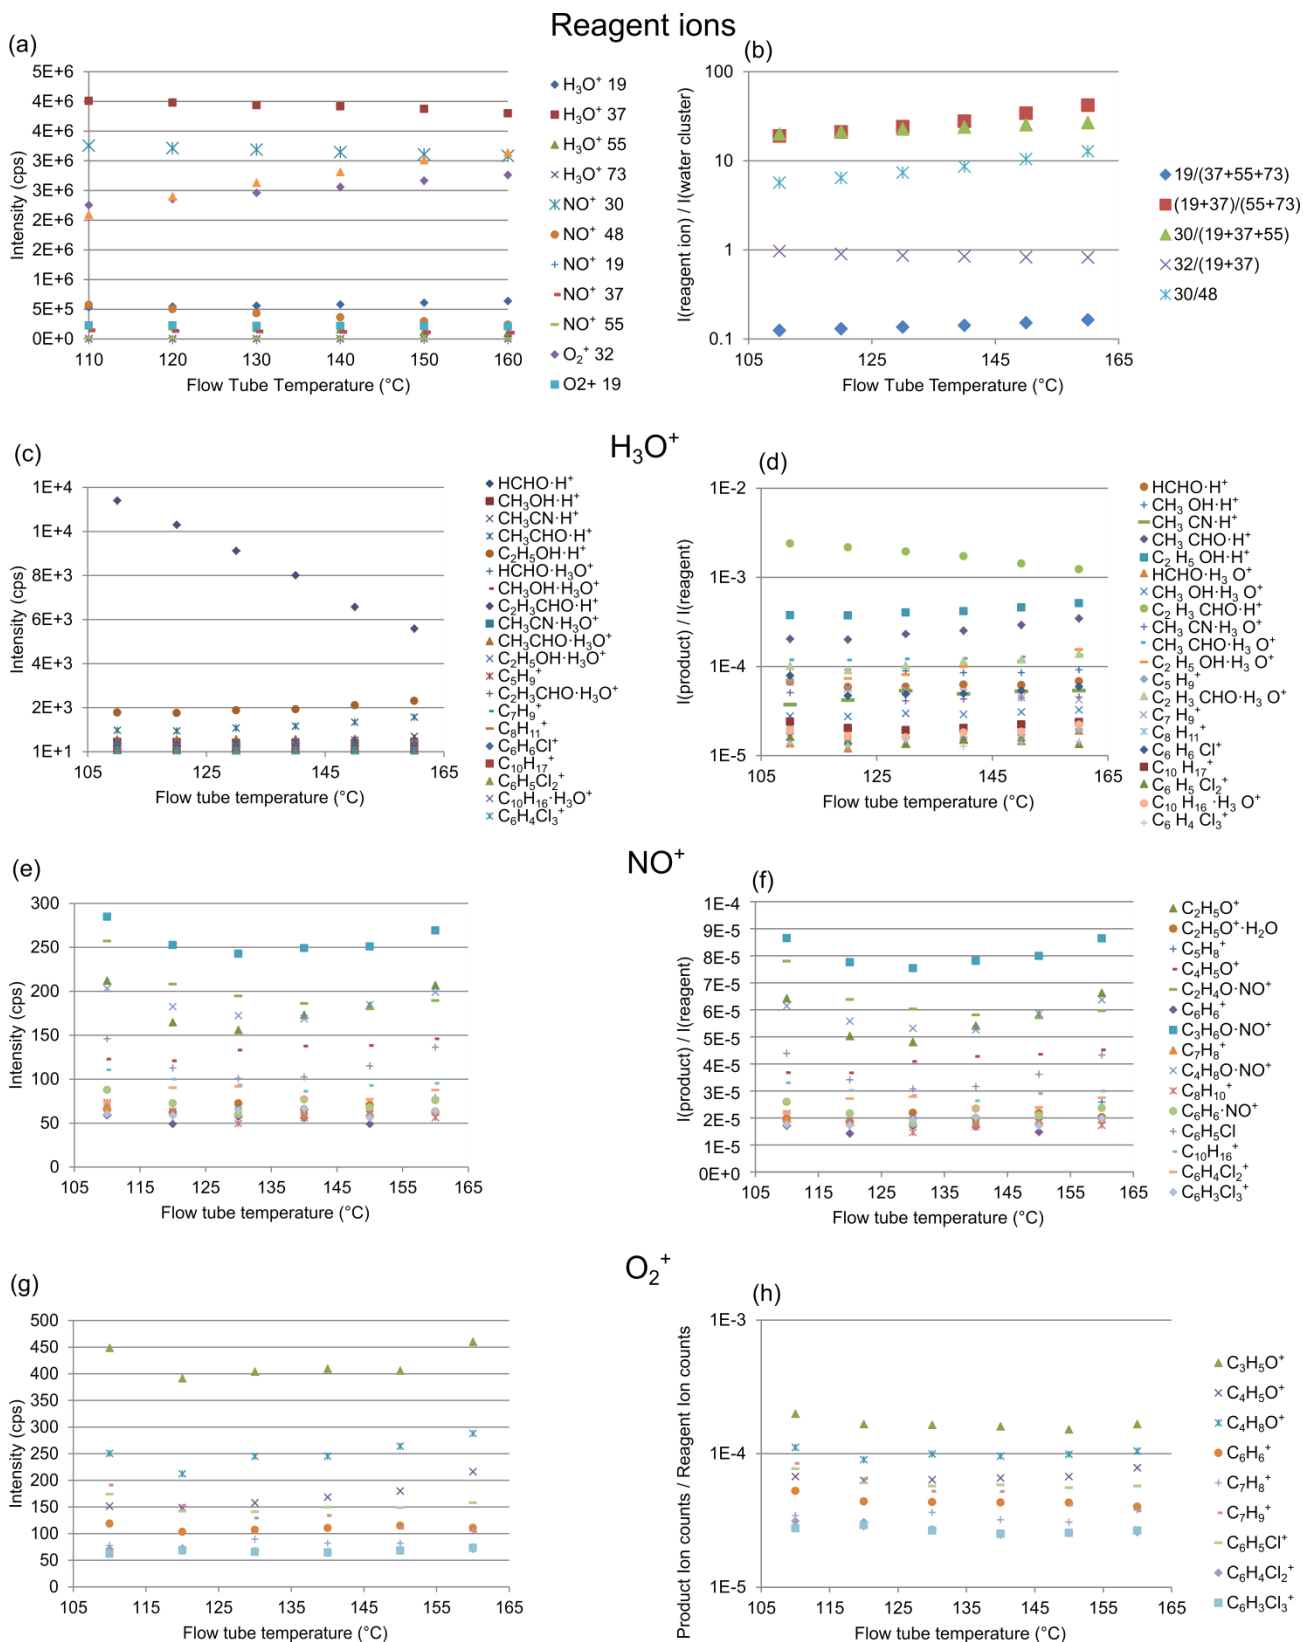 Reagent ions
(a)
5E+6
4E+6
4E+6
3E+6
3E+6
2E+6
2E+6
1E+6
1E+6
5E+5
0E+0
Intensity (cps)
110 120 130 140 150 160
Flow Tube Temperature (°C)
H₃O⁺ 19
H₃O⁺ 37
H₃O⁺ 55
H₃O⁺ 73
NO⁺ 30
NO⁺ 48
NO⁺ 19
NO⁺ 37
NO⁺ 55
O₂⁺ 32
O2+ 19
(b)
100
10
1
0.1
I(reagent ion) / I(water cluster)
105 125 145 165
Flow Tube Temperature (°C)
19/(37+55+73)
(19+37)/(55+73)
30/(19+37+55)
32/(19+37)
30/48
H₃O⁺
(c)
1E+4
1E+4
8E+3
6E+3
4E+3
2E+3
1E+1
Intensity (cps)
105 125 145 165
Flow tube temperature (°C)
HCHO·H⁺
CH₃OH·H⁺
CH₃CN·H⁺
CH₃CHO·H⁺
C₂H₅OH·H⁺
HCHO·H₃O⁺
CH₃OH·H₃O⁺
C₂H₃CHO·H⁺
CH₃CN·H₃O⁺
CH₃CHO·H₃O⁺
C₂H₅OH·H₃O⁺
C₅H₉⁺
C₂H₃CHO·H₃O⁺
C₇H₉⁺
C₈H₁₁⁺
C₆H₆Cl⁺
C₁₀H₁₇⁺
C₆H₅Cl₂⁺
C₁₀H₁₆·H₃O⁺
C₆H₄Cl₃⁺
(d)
1E-2
1E-3
1E-4
1E-5
I(product) / I(reagent)
105 125 145 165
Flow tube temperature (°C)
HCHO·H⁺
CH₃ OH·H⁺
CH₃ CN·H⁺
CH₃ CHO·H⁺
C₂ H₅ OH·H⁺
HCHO·H₃ O⁺
CH₃ OH·H₃ O⁺
C₂ H₃ CHO·H⁺
CH₃ CN·H₃ O⁺
CH₃ CHO·H₃ O⁺
C₂ H₅ OH·H₃ O⁺
C₅ H₉⁺
C₂ H₃ CHO·H₃ O⁺
C₇ H₉⁺
C₈ H₁₁⁺
C₆ H₆ Cl⁺
C₁₀ H₁₇⁺
C₆ H₅ Cl₂⁺
C₁₀ H₁₆ ·H₃ O⁺
C₆ H₄ Cl₃⁺
NO⁺
(e)
300
250
200
150
100
50
0
Intensity (cps)
105 115 125 135 145 155 165
Flow tube temperature (°C)
(f)
1E-4
9E-5
8E-5
7E-5
6E-5
5E-5
4E-5
3E-5
2E-5
1E-5
0E+0
I(product) / I(reagent)
105 115 125 135 145 155 165
Flow tube temperature (°C)
C₂H₅O⁺
C₂H₅O⁺·H₂O
C₅H₈⁺
C₄H₅O⁺
C₂H₄O·NO⁺
C₆H₆⁺
C₃H₆O·NO⁺
C₇H₈⁺
C₄H₈O·NO⁺
C₈H₁₀⁺
C₆H₆·NO⁺
C₆H₅Cl
C₁₀H₁₆⁺
C₆H₄Cl₂⁺
C₆H₃Cl₃⁺
O₂⁺
(g)
500
450
400
350
300
250
200
150
100
50
0
Intensity (cps)
105 115 125 135 145 155 165
Flow tube temperature (°C)
(h)
1E-3
1E-4
1E-5
Product Ion counts / Reagent Ion counts
105 115 125 135 145 155 165
Flow tube temperature (°C)
C₃H₅O⁺
C₄H₅O⁺
C₄H₈O⁺
C₆H₆⁺
C₇H₈⁺
C₇H₉⁺
C₆H₅Cl⁺
C₆H₄Cl₂⁺
C₆H₃Cl₃⁺